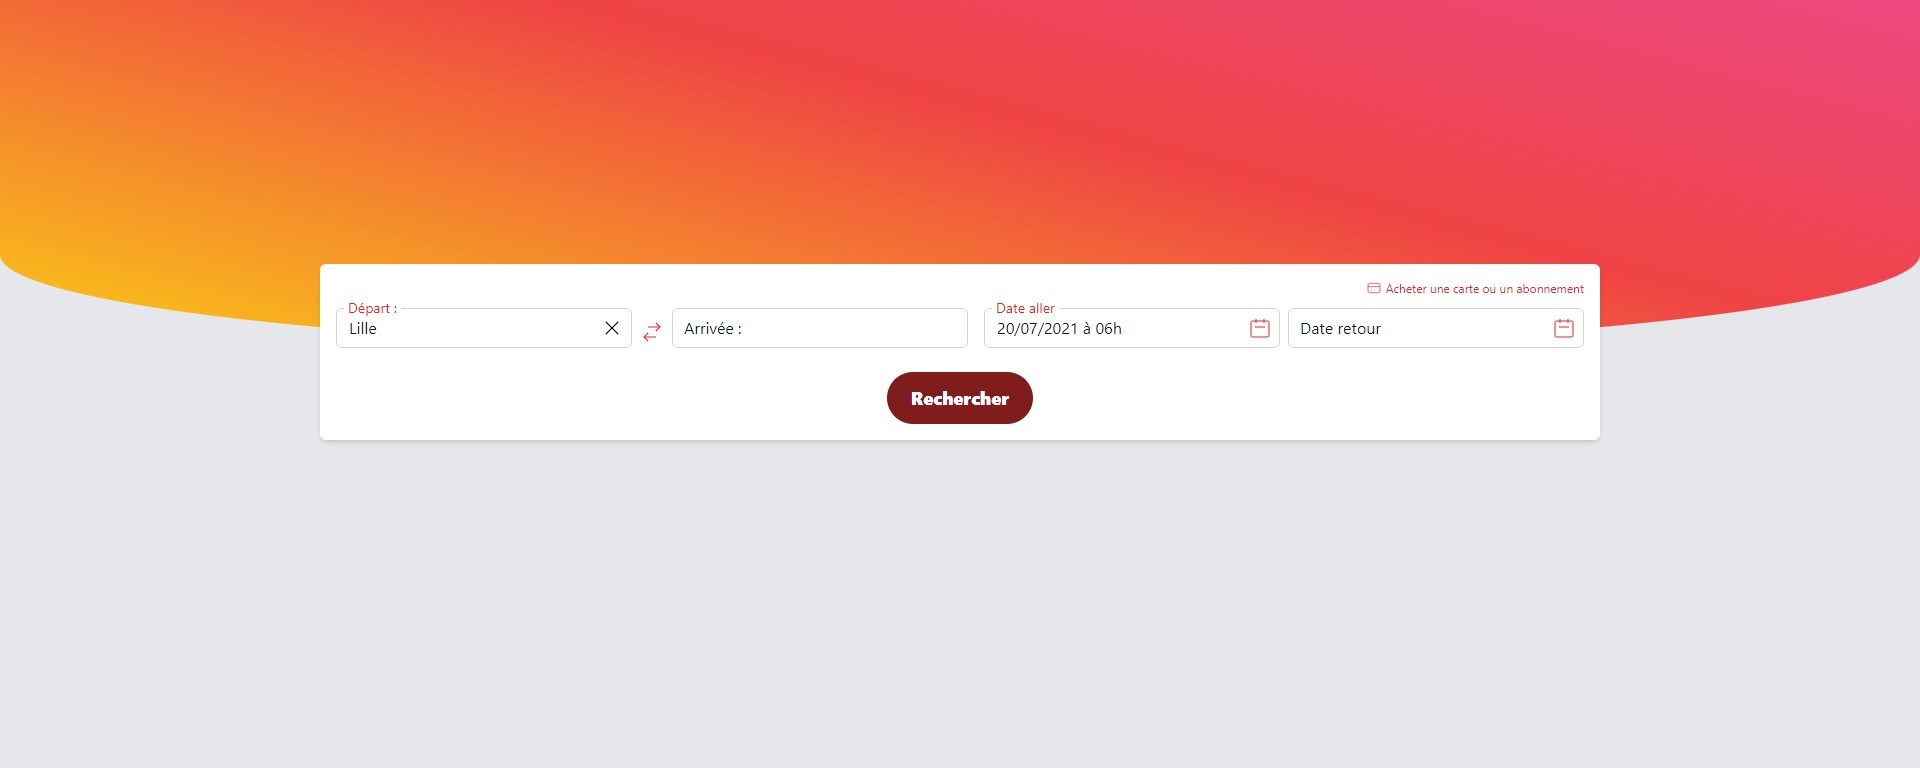 Acheter une carte ou un abonnement
Départ :
Lille
Arrivée :
Date aller
20/07/2021 à 06h
Date retour
Rechercher